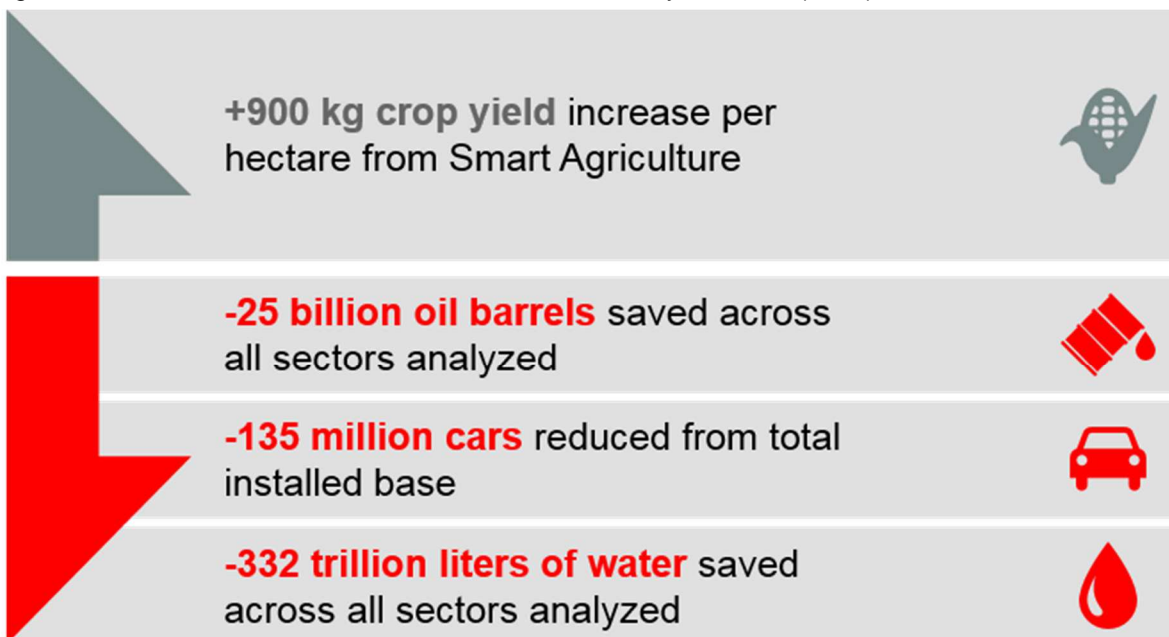 +900 kg crop yield increase per
hectare from Smart Agriculture
-25 billion oil barrels saved across
all sectors analyzed
-135 million cars reduced from total
installed base
-332 trillion liters of water saved
across all sectors analyzed